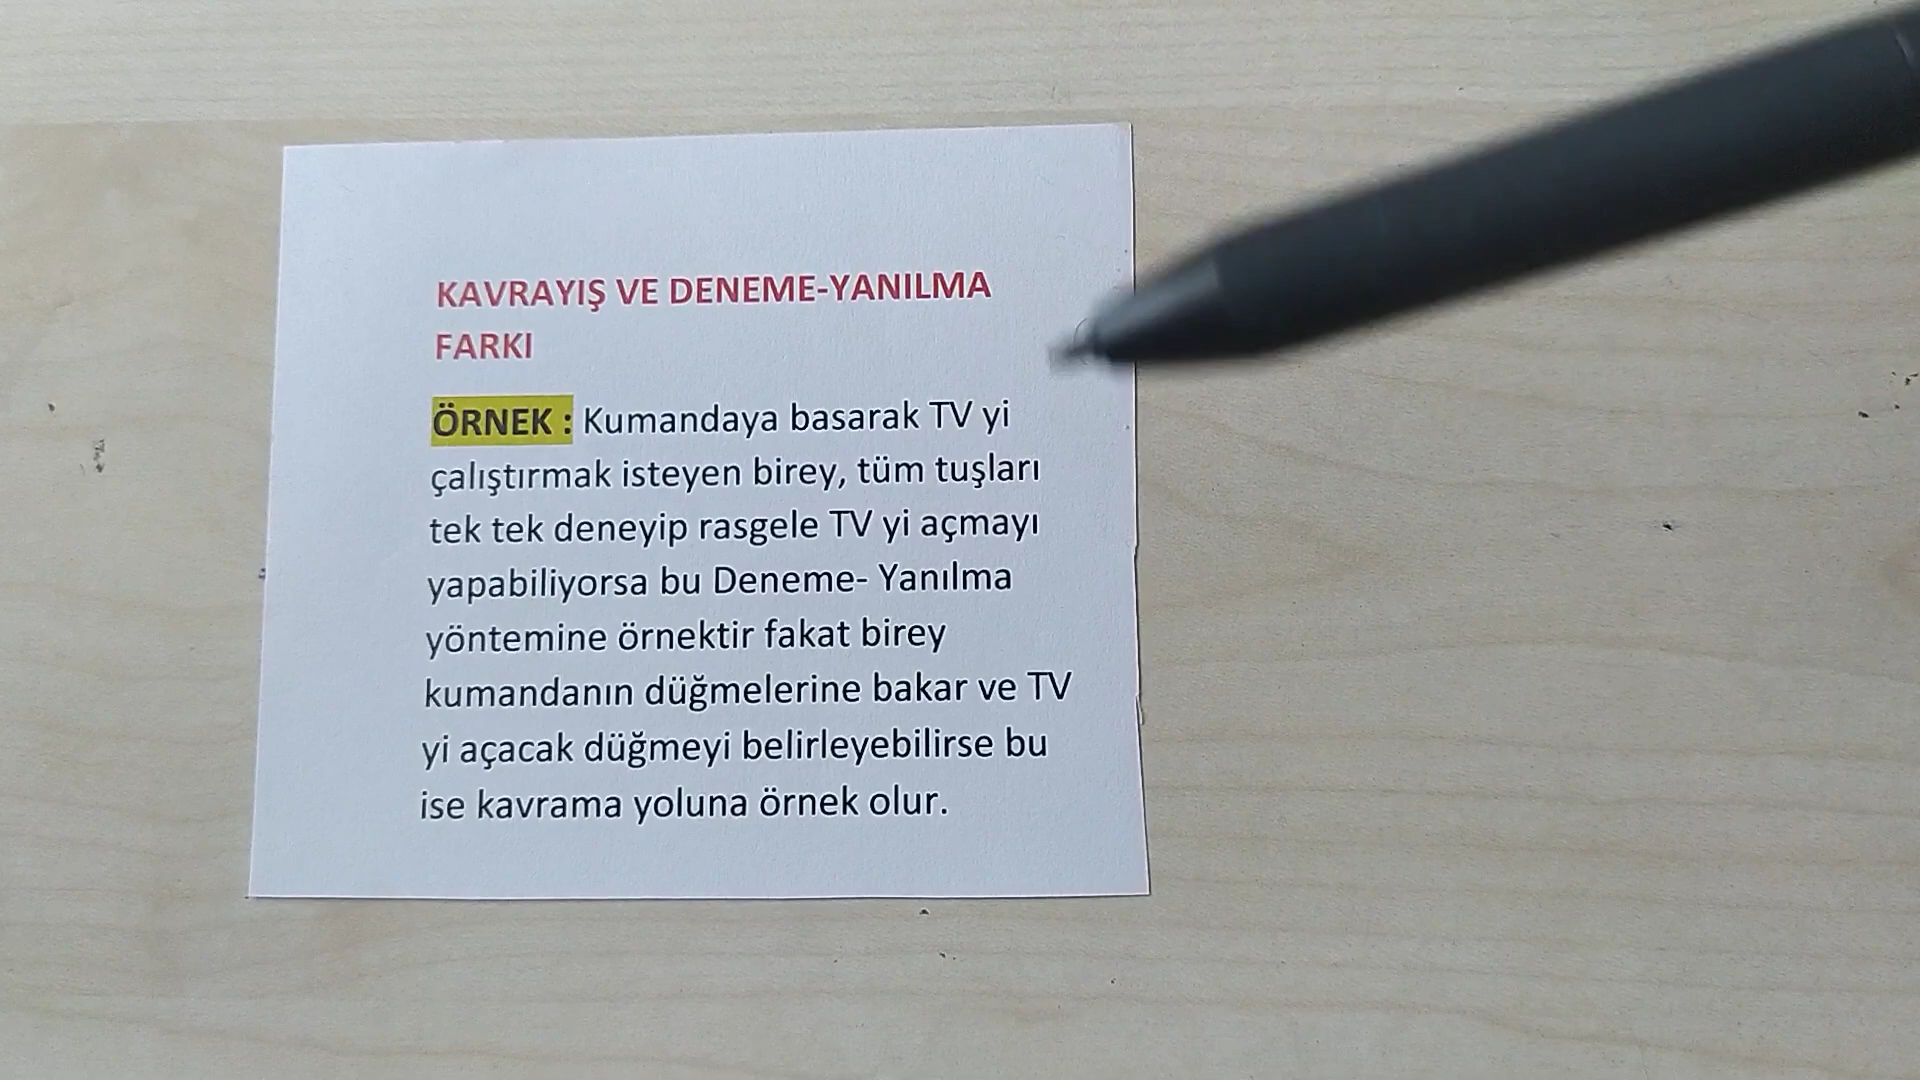 KAVRAYIŞ VE DENEME-YANILMA
FARKI
ÖRNEK : Kumandaya basarak TV yi
çalıştırmak isteyen birey, tüm tuşları
tek tek deneyip rasgele TV yi açmayı
yapabiliyorsa bu Deneme- Yanılma
yöntemine örnektir fakat birey
kumandanın düğmelerine bakar ve TV
yi açacak düğmeyi belirleyebilirse bu
ise kavrama yoluna örnek olur.